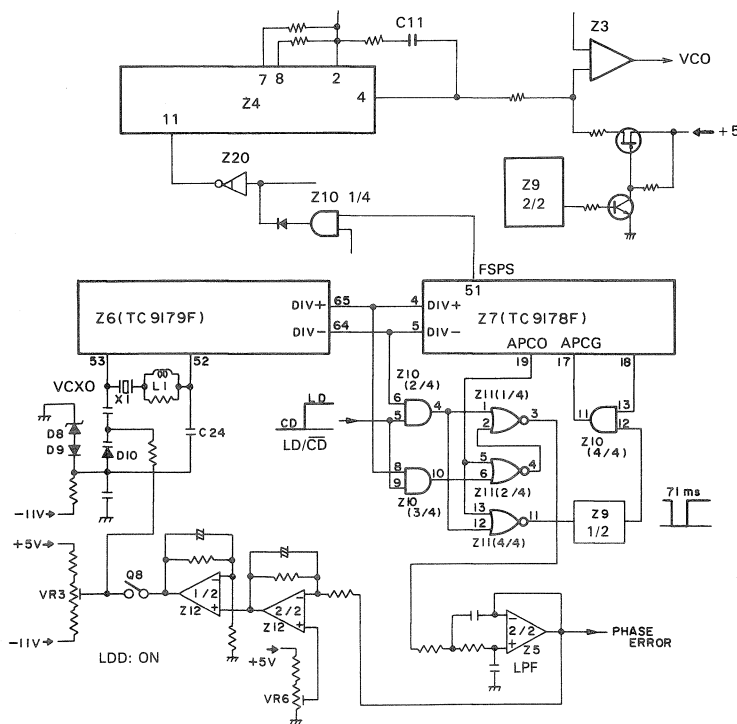 C11
Z3
VCO
7 8 2
Z4
4
11
+5
Z20
Z10 1/4
Z9
2/2
FSPS
51
Z6(TC9179F)
DIV+ 65
DIV− 64
4 DIV+
5 DIV−
Z7(TC9178F)
APCO APCG
53 52
19 17 18
VCXO
X1
L1
C24
D8
D9
D10
−11V
Z10
(2/4)
6
5
4
LD
CD
LD/C̅D̅
8
9
10
Z10
(3/4)
Z11(1/4)
1
2
3
5
6
4
Z11(2/4)
13
12
11
Z11(4/4)
11
13
12
Z10
(4/4)
Z9
1/2
71ms
+5V
VR3
−11V
Q8
LDD: ON
1/2
−
+
Z12
2/2
−
+
Z12
+5V
VR6
2/2
−
+
Z5
LPF
PHASE
ERROR